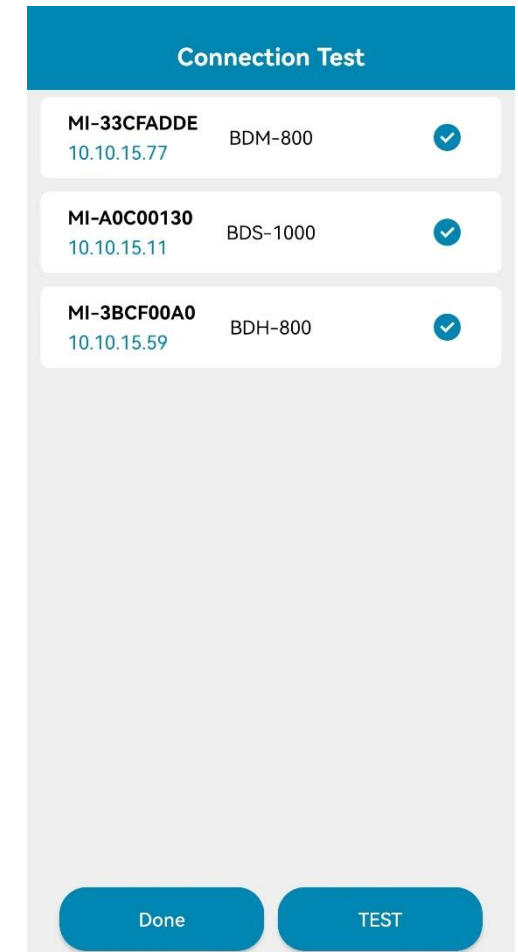 Connection Test
MI-33CFADDE
10.10.15.77
BDM-800
MI-A0C00130
10.10.15.11
BDS-1000
MI-3BCF00A0
10.10.15.59
BDH-800
Done
TEST